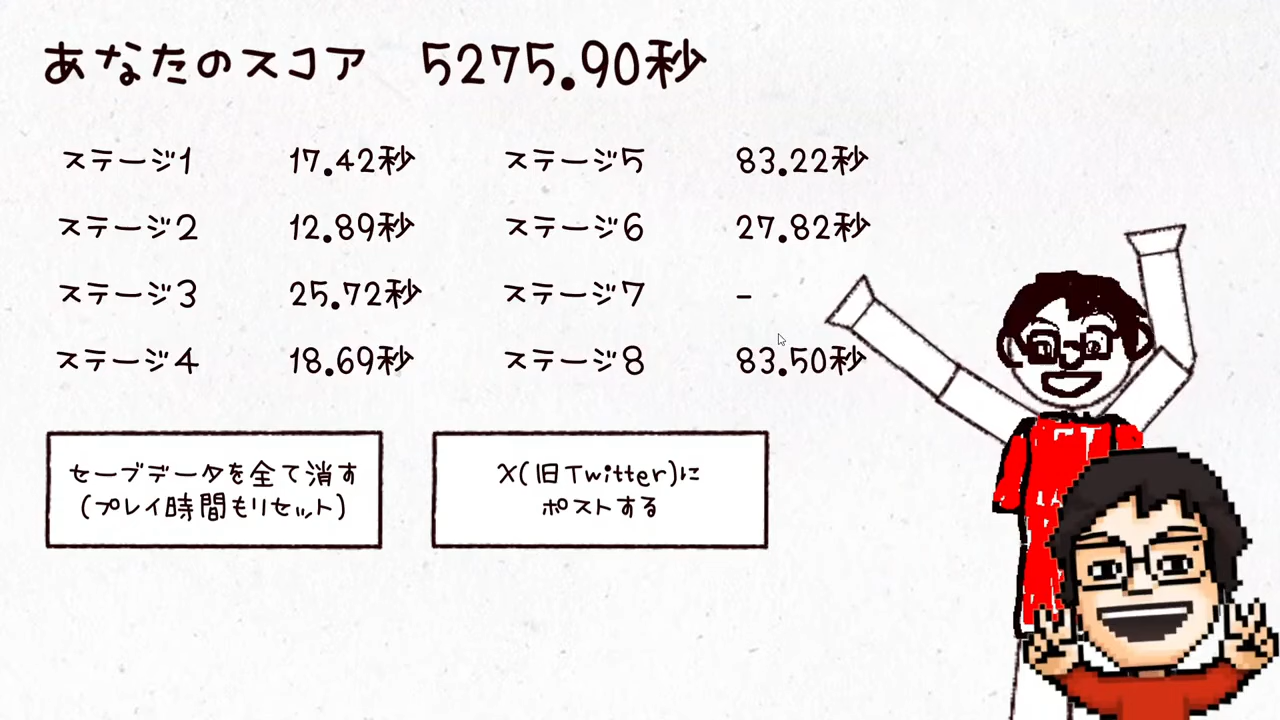 あなたのスコア 5275.90秒
ステージ1 17.42秒 ステージ5 83.22秒
ステージ2 12.89秒 ステージ6 27.82秒
ステージ3 25.72秒 ステージ7 -
ステージ4 18.69秒 ステージ8 83.50秒
セーブデータを全て消す
(プレイ時間もリセット)
X(旧Twitter)に
ポストする